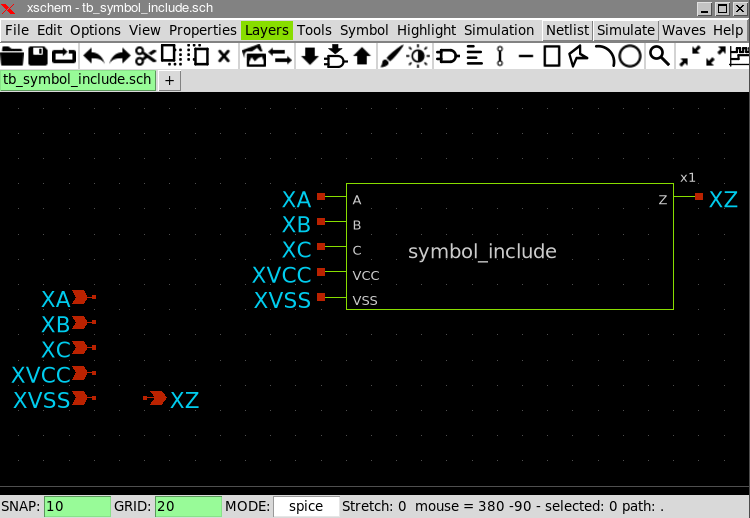 xschem - tb_symbol_include.sch
File Edit Options View Properties Layers Tools Symbol Highlight Simulation Netlist Simulate Waves Help
tb_symbol_include.sch +
x1
XA A Z XZ
XB B
XC C
symbol_include
XVCC VCC
XVSS VSS
XA
XB
XC
XVCC
XVSS XZ
SNAP: 10 GRID: 20 MODE: spice Stretch: 0 mouse = 380 -90 - selected: 0 path: .